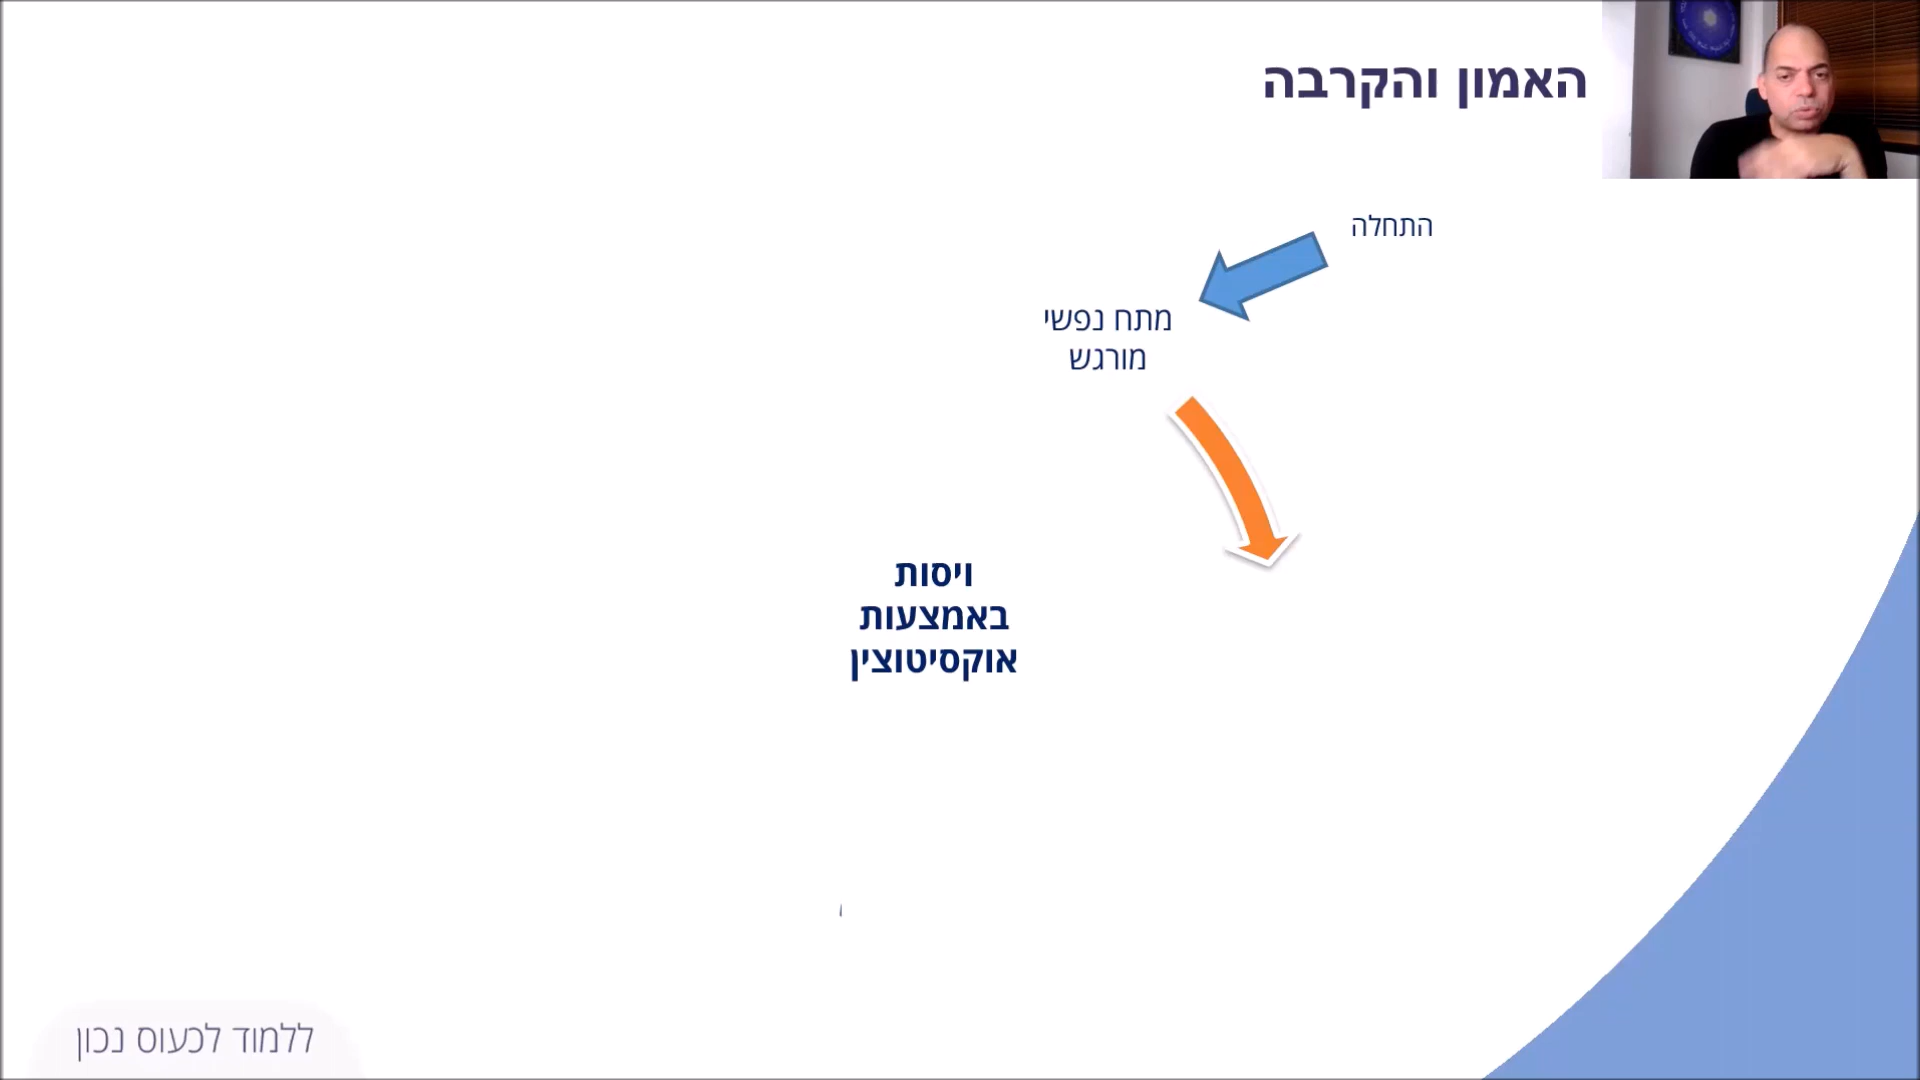 האמון והקרבה
התחלה
מתח נפשי
מורגש
ויסות
באמצעות
אוקסיטוצין
ללמוד לכעוס נכון